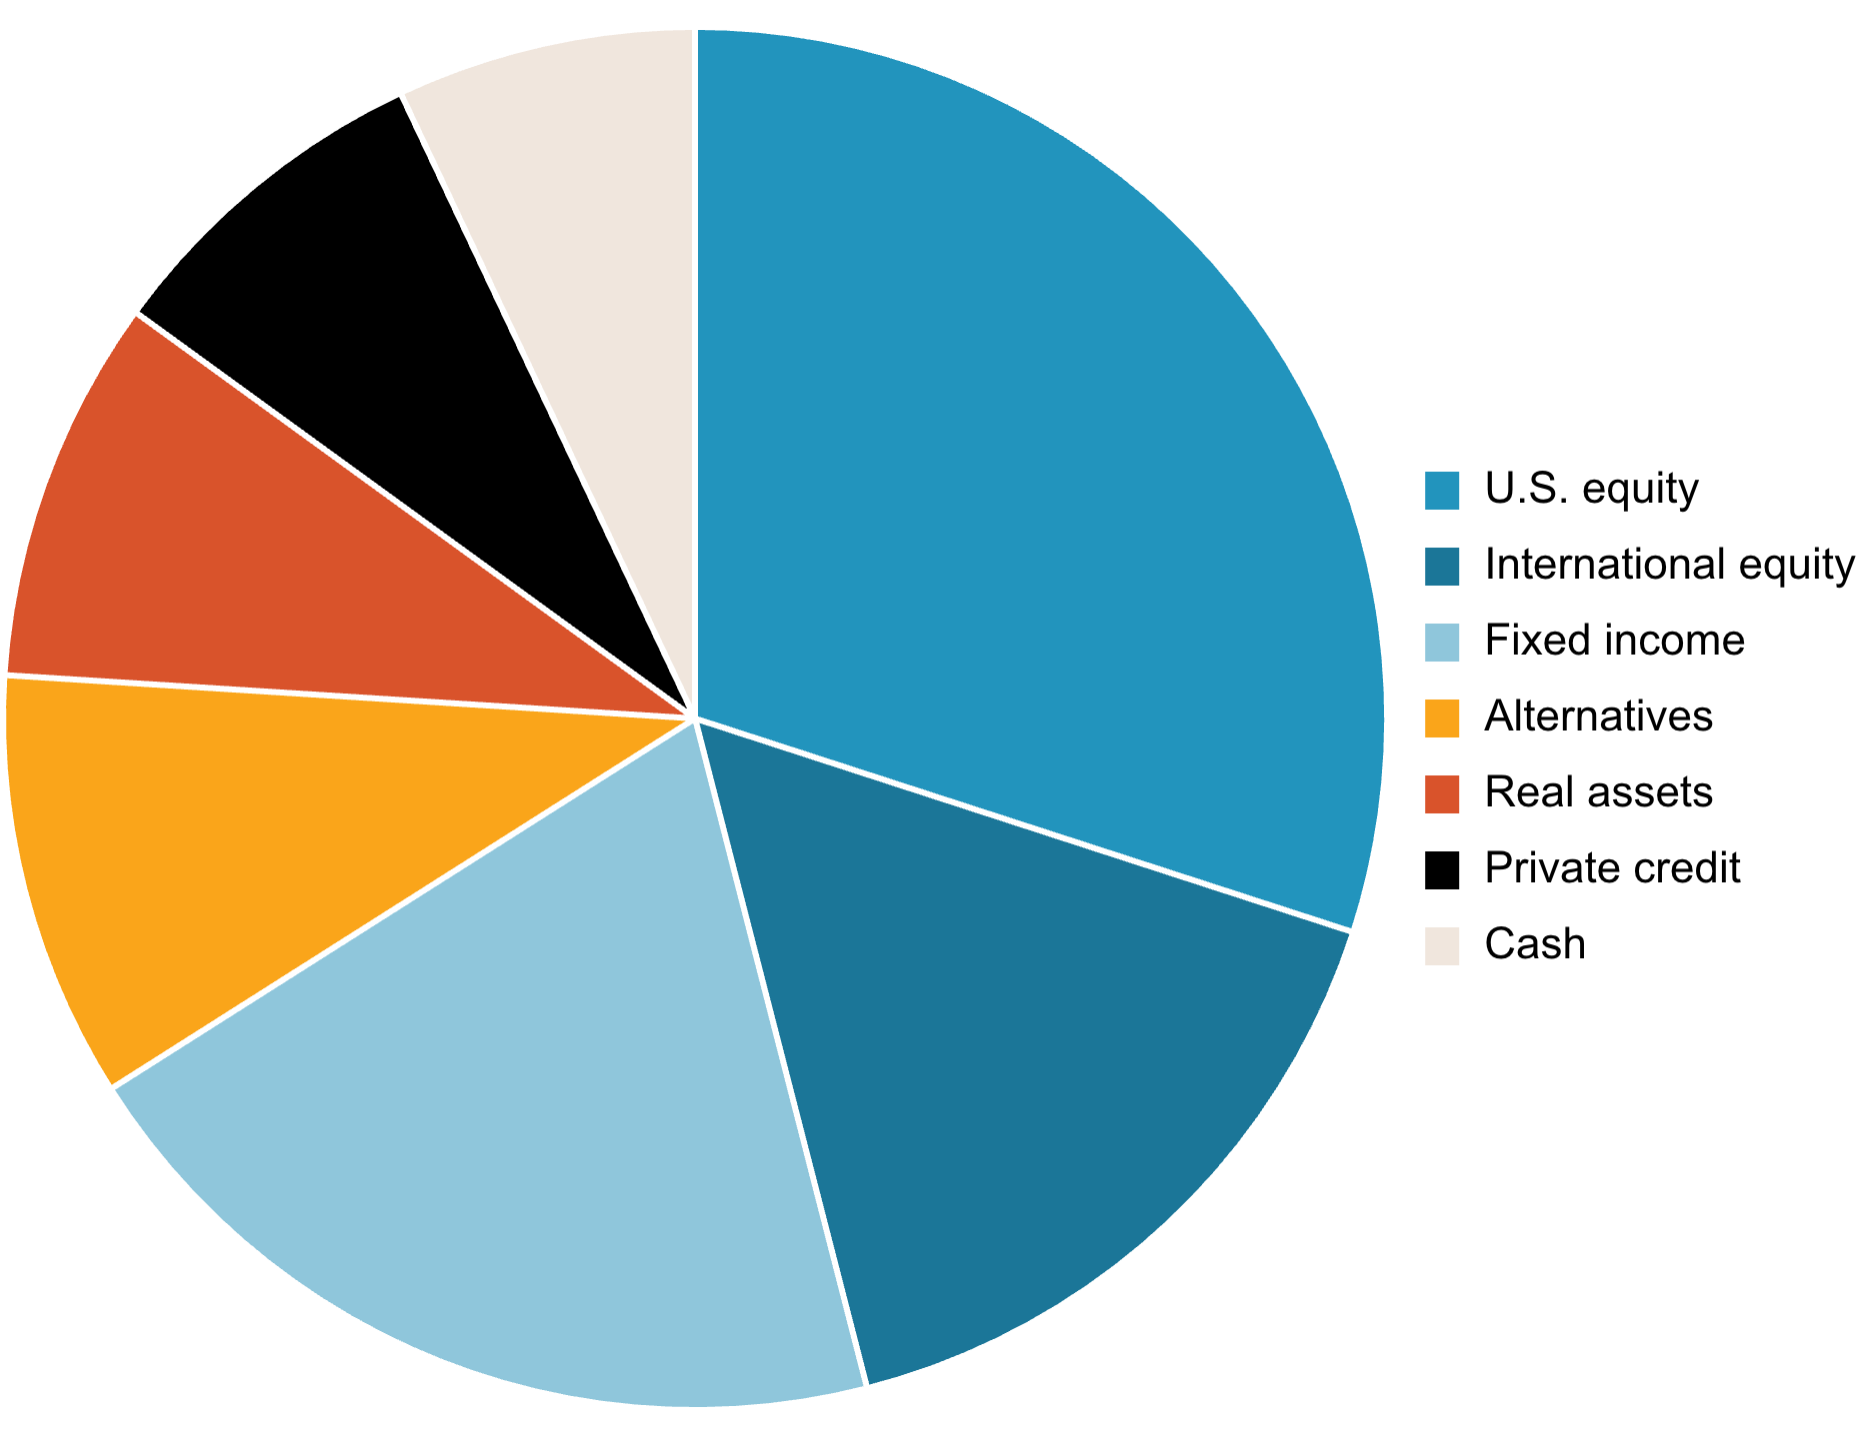 U.S. equity
International equity
Fixed income
Alternatives
Real assets
Private credit
Cash